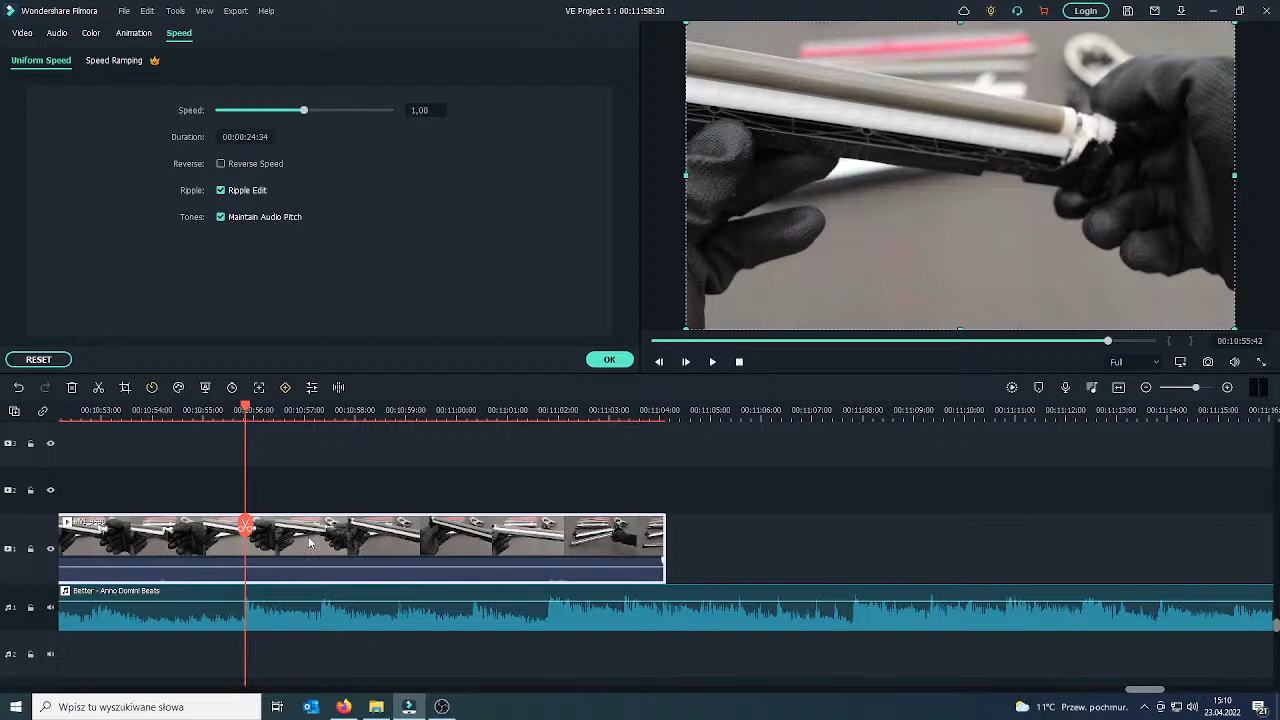 Wondershare Filmora File Edit Tools View Export Help VE Project 1 : 00:11:58:30 Login
Video Audio Color Animation Speed
Uniform Speed Speed Ramping
Speed: 1,00
Duration: 00:00:24:34
Reverse: Reverse Speed
Ripple: Ripple Edit
Tones: Maintain Audio Pitch
RESET OK
{ } 00:10:55:42
Full
00:10:53:00 00:10:54:00 00:10:55:00 00:10:56:00 00:10:57:00 00:10:58:00 00:10:59:00 00:11:00:00 00:11:01:00 00:11:02:00 00:11:03:00 00:11:04:00 00:11:05:00 00:11:06:00 00:11:07:00 00:11:08:00 00:11:09:00 00:11:10:00 00:11:11:00 00:11:12:00 00:11:13:00 00:11:14:00 00:11:15:00
3
2
1
Better - Anno Domini Beats
1
2
Wpisz tu wyszukiwane słowa 11°C Przew. pochmur. 15:10
23.04.2022